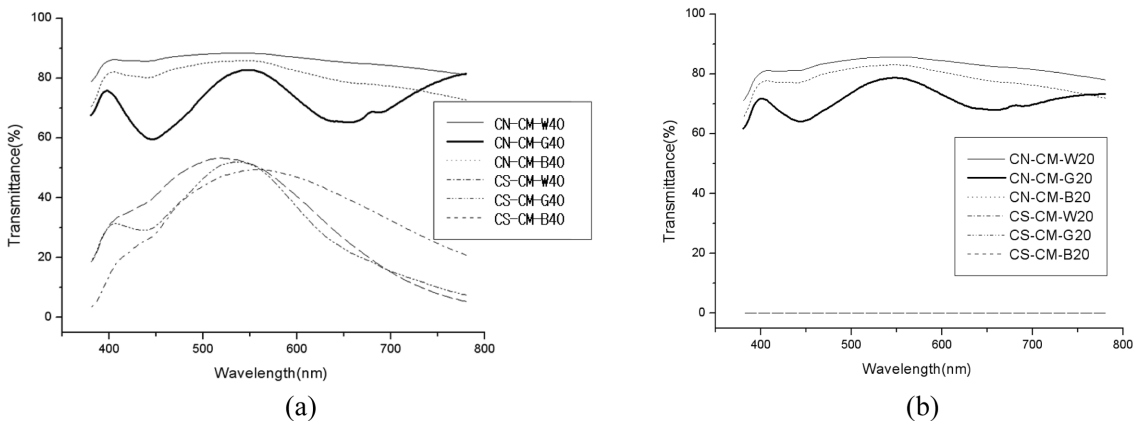 100
80
60
40
20
0
Transmittance(%)
400
500
600
700
800
Wavelength(nm)
CN-CM-W40
CN-CM-G40
CN-CM-B40
CS-CM-W40
CS-CM-G40
CS-CM-B40
(a)
100
80
60
40
20
0
Transmittance(%)
400
500
600
700
800
Wavelength(nm)
CN-CM-W20
CN-CM-G20
CN-CM-B20
CS-CM-W20
CS-CM-G20
CS-CM-B20
(b)